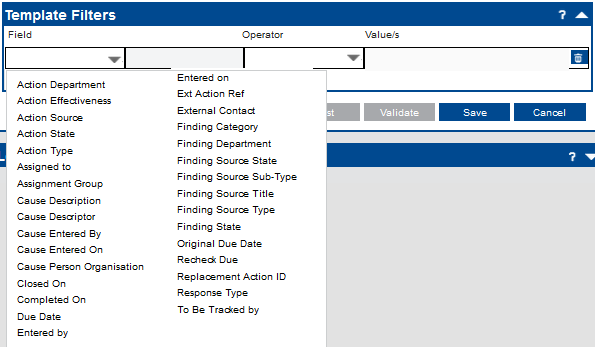 Template Filters ?
Field Operator Value/s
Action Department
Action Effectiveness
Action Source
Action State
Action Type
Assigned to
Assignment Group
Cause Description
Cause Descriptor
Cause Entered By
Cause Entered On
Cause Person Organisation
Closed On
Completed On
Due Date
Entered by
Entered on
Ext Action Ref
External Contact
Finding Category
Finding Department
Finding Source State
Finding Source Sub-Type
Finding Source Title
Finding Source Type
Finding State
Original Due Date
Recheck Due
Replacement Action ID
Response Type
To Be Tracked by
Validate Save Cancel
?